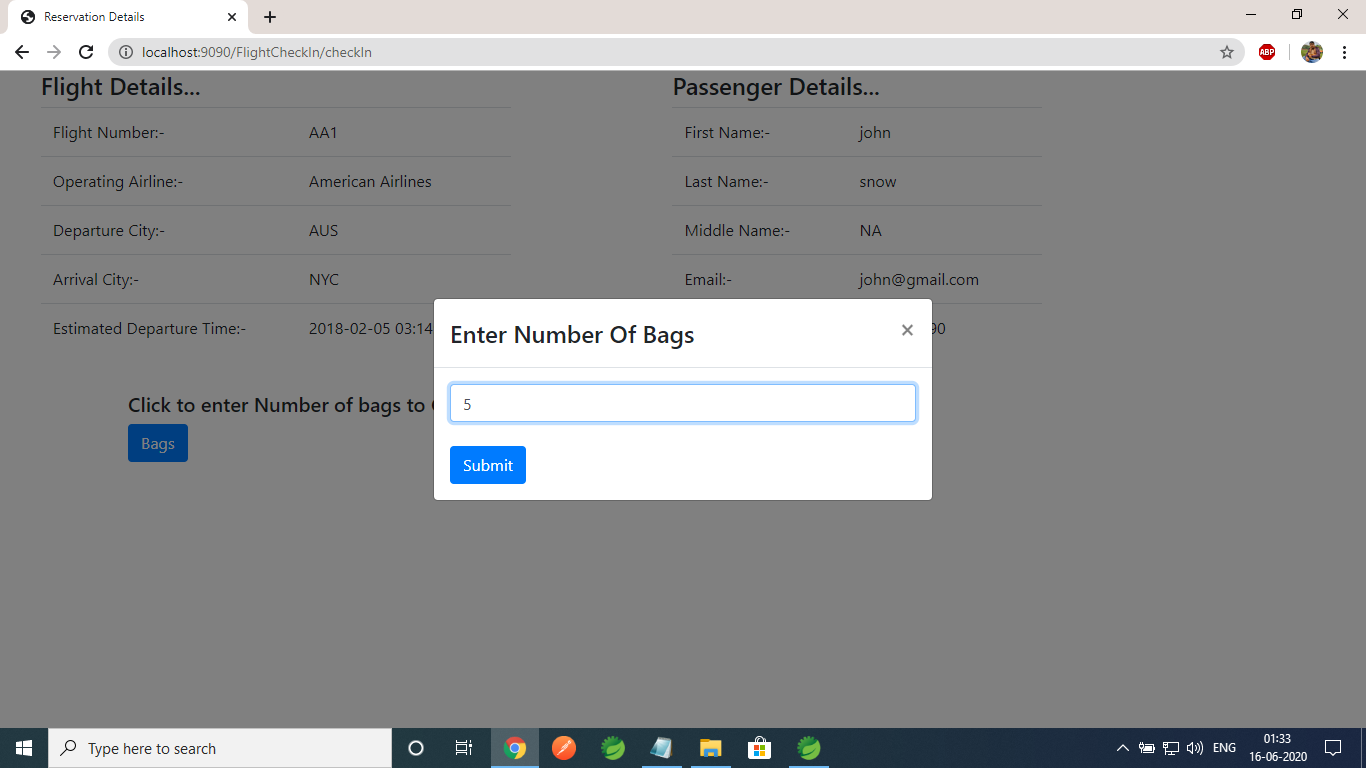 Reservation Details
localhost:9090/FlightCheckIn/checkIn
ABP
Flight Details...
Flight Number:- AA1
Operating Airline:- American Airlines
Departure City:- AUS
Arrival City:- NYC
Estimated Departure Time:- 2018-02-05 03:14
Passenger Details...
First Name:- john
Last Name:- snow
Middle Name:- NA
Email:- john@gmail.com
90
Enter Number Of Bags ×
5
Submit
Click to enter Number of bags to
Bags
Type here to search
ENG
01:33
16-06-2020